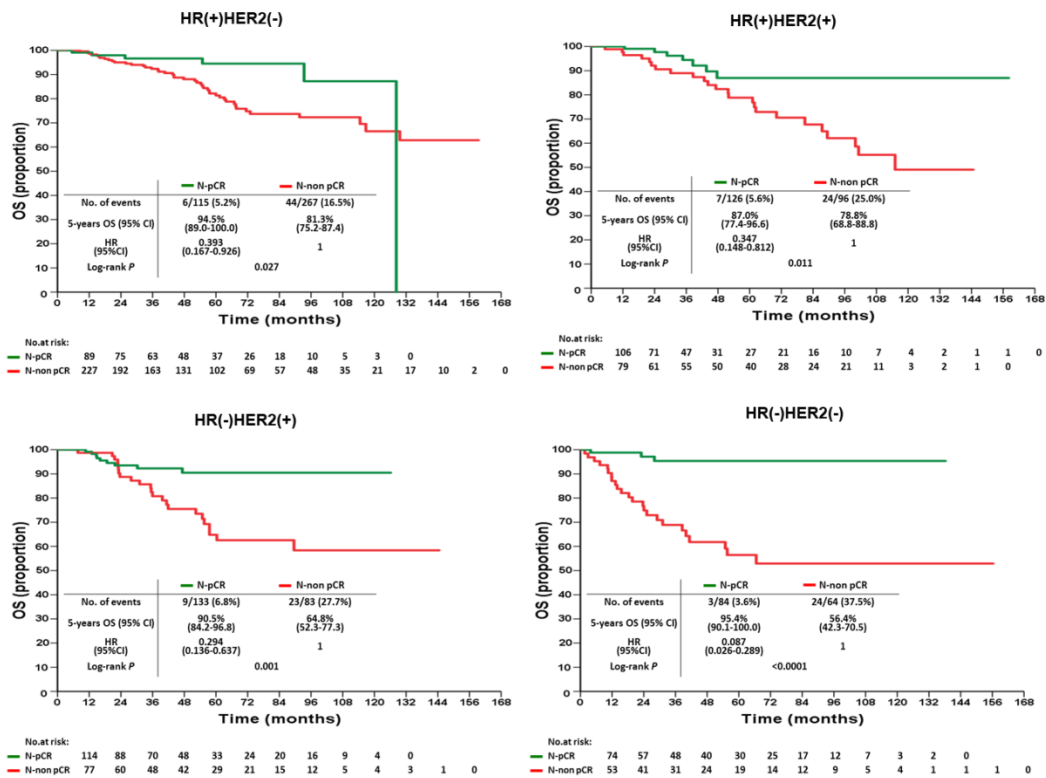 HR(+)HER2(-)
OS (proportion)
100
90
80
70
60
50
40
30
20
10
0
N-pCR N-non pCR
No. of events 6/115 (5.2%) 44/267 (16.5%)
5-years OS (95% CI) 94.5% (89.0-100.0) 81.3% (75.2-87.4)
HR (95%CI) 0.393 (0.167-0.926) 1
Log-rank P 0.027
0 12 24 36 48 60 72 84 96 108 120 132 144 156 168
Time (months)
No.at risk:
N-pCR 89 75 63 48 37 26 18 10 5 3 0
N-non pCR 227 192 163 131 102 69 57 48 35 21 17 10 2 0
HR(+)HER2(+)
OS (proportion)
100
90
80
70
60
50
40
30
20
10
0
N-pCR N-non pCR
No. of events 7/126 (5.6%) 24/96 (25.0%)
5-years OS (95% CI) 87.0% (77.4-96.6) 78.8% (68.8-88.8)
HR (95%CI) 0.347 (0.148-0.812) 1
Log-rank P 0.011
0 12 24 36 48 60 72 84 96 108 120 132 144 156 168
Time (months)
No.at risk:
N-pCR 106 71 47 31 27 21 16 10 7 4 2 1 1 0
N-non pCR 79 61 55 50 40 28 24 21 11 3 2 1 0
HR(-)HER2(+)
OS (proportion)
100
90
80
70
60
50
40
30
20
10
0
N-pCR N-non pCR
No. of events 9/133 (6.8%) 23/83 (27.7%)
5-years OS (95% CI) 90.5% (84.2-96.8) 64.8% (52.3-77.3)
HR (95%CI) 0.294 (0.136-0.637) 1
Log-rank P 0.001
0 12 24 36 48 60 72 84 96 108 120 132 144 156 168
Time (months)
No.at risk:
N-pCR 114 88 70 48 33 24 20 16 9 4 0
N-non pCR 77 60 48 42 29 21 15 12 5 4 3 1 0
HR(-)HER2(-)
OS (proportion)
100
90
80
70
60
50
40
30
20
10
0
N-pCR N-non pCR
No. of events 3/84 (3.6%) 24/64 (37.5%)
5-years OS (95% CI) 95.4% (90.1-100.0) 56.4% (42.3-70.5)
HR (95%CI) 0.087 (0.026-0.289) 1
Log-rank P <0.0001
0 12 24 36 48 60 72 84 96 108 120 132 144 156 168
Time (months)
No.at risk:
N-pCR 74 57 48 40 30 25 17 12 7 3 2 0
N-non pCR 53 41 31 24 19 14 12 9 5 4 1 1 1 0